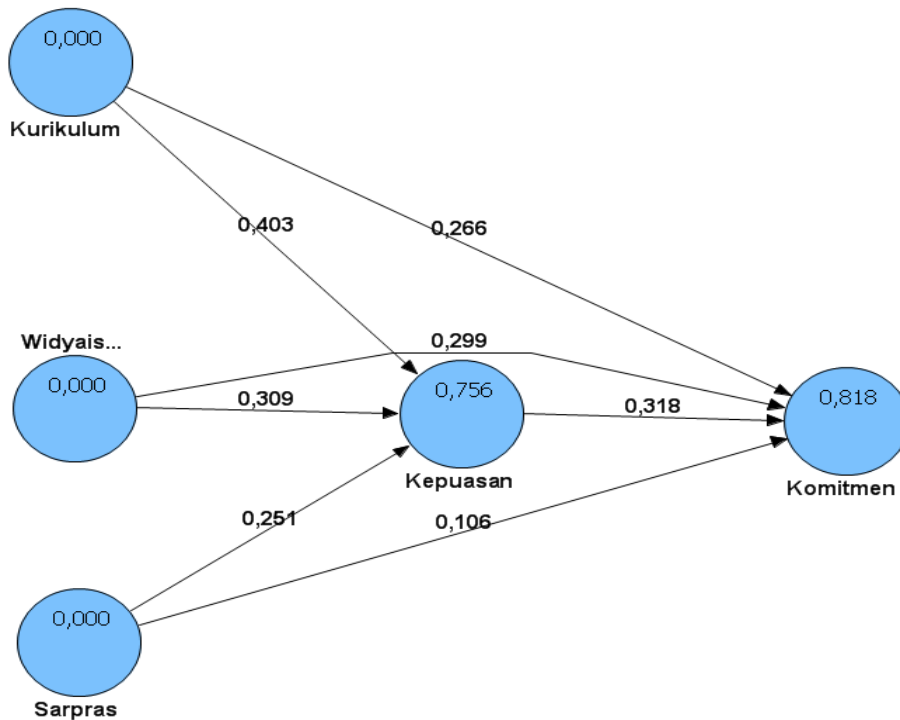 0,000
Kurikulum
0,403
0,266
Widyais...
0,299
0,000
0,309
0,756
0,318
0,818
Kepuasan
Komitmen
0,251
0,106
0,000
Sarpras